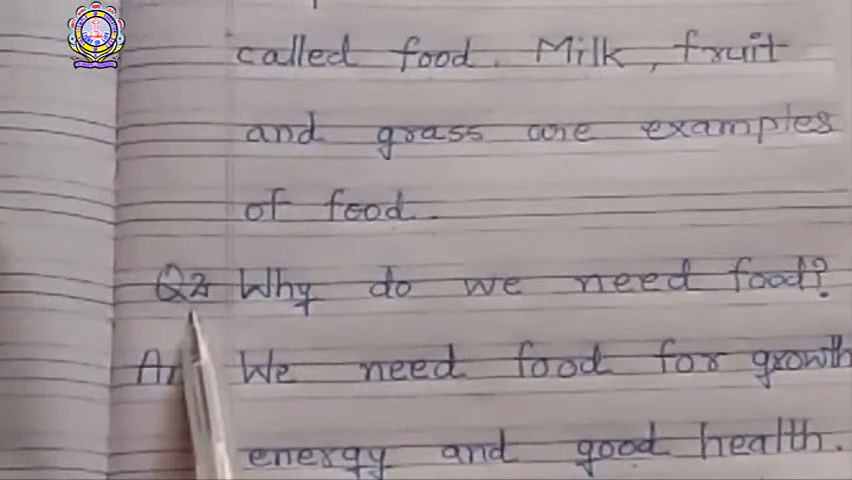 called food. Milk, fruit
and grass are examples
of food.
Q2 Why do we need food?
We need food for growth
energy and good health.